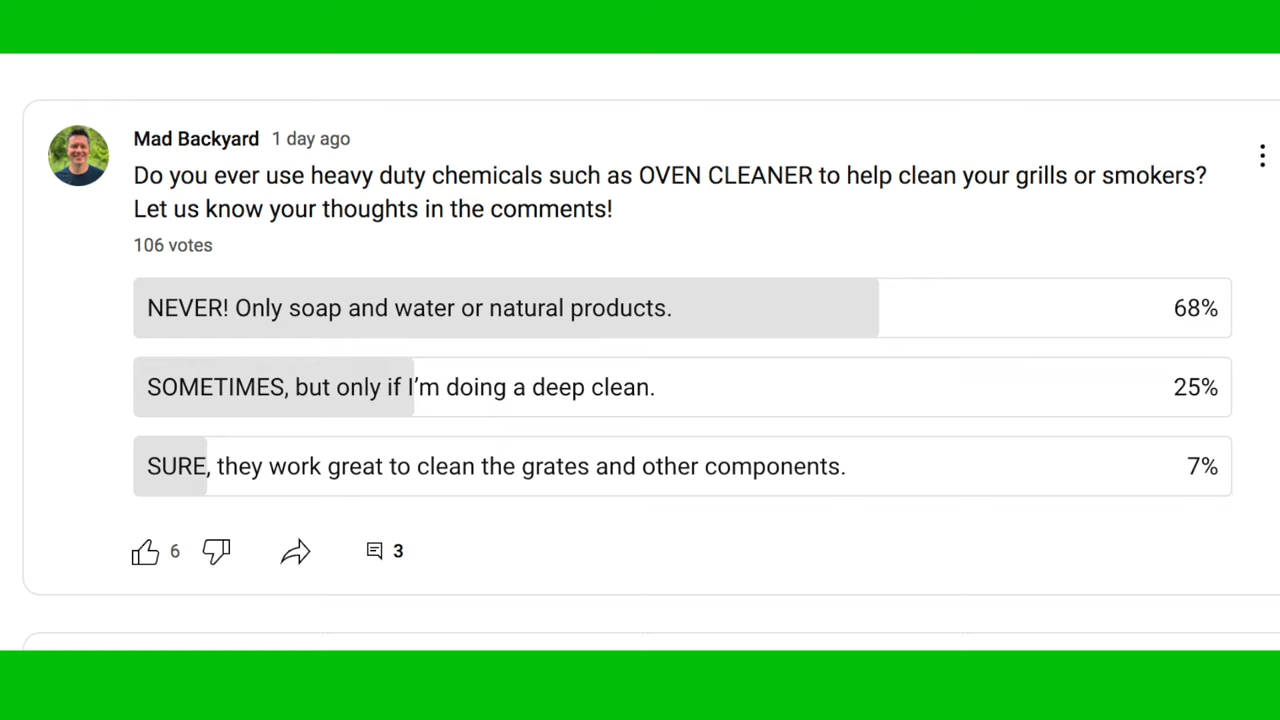 Mad Backyard 1 day ago
Do you ever use heavy duty chemicals such as OVEN CLEANER to help clean your grills or smokers?
Let us know your thoughts in the comments!
106 votes
NEVER! Only soap and water or natural products. 68%
SOMETIMES, but only if I’m doing a deep clean. 25%
SURE, they work great to clean the grates and other components. 7%
6 3